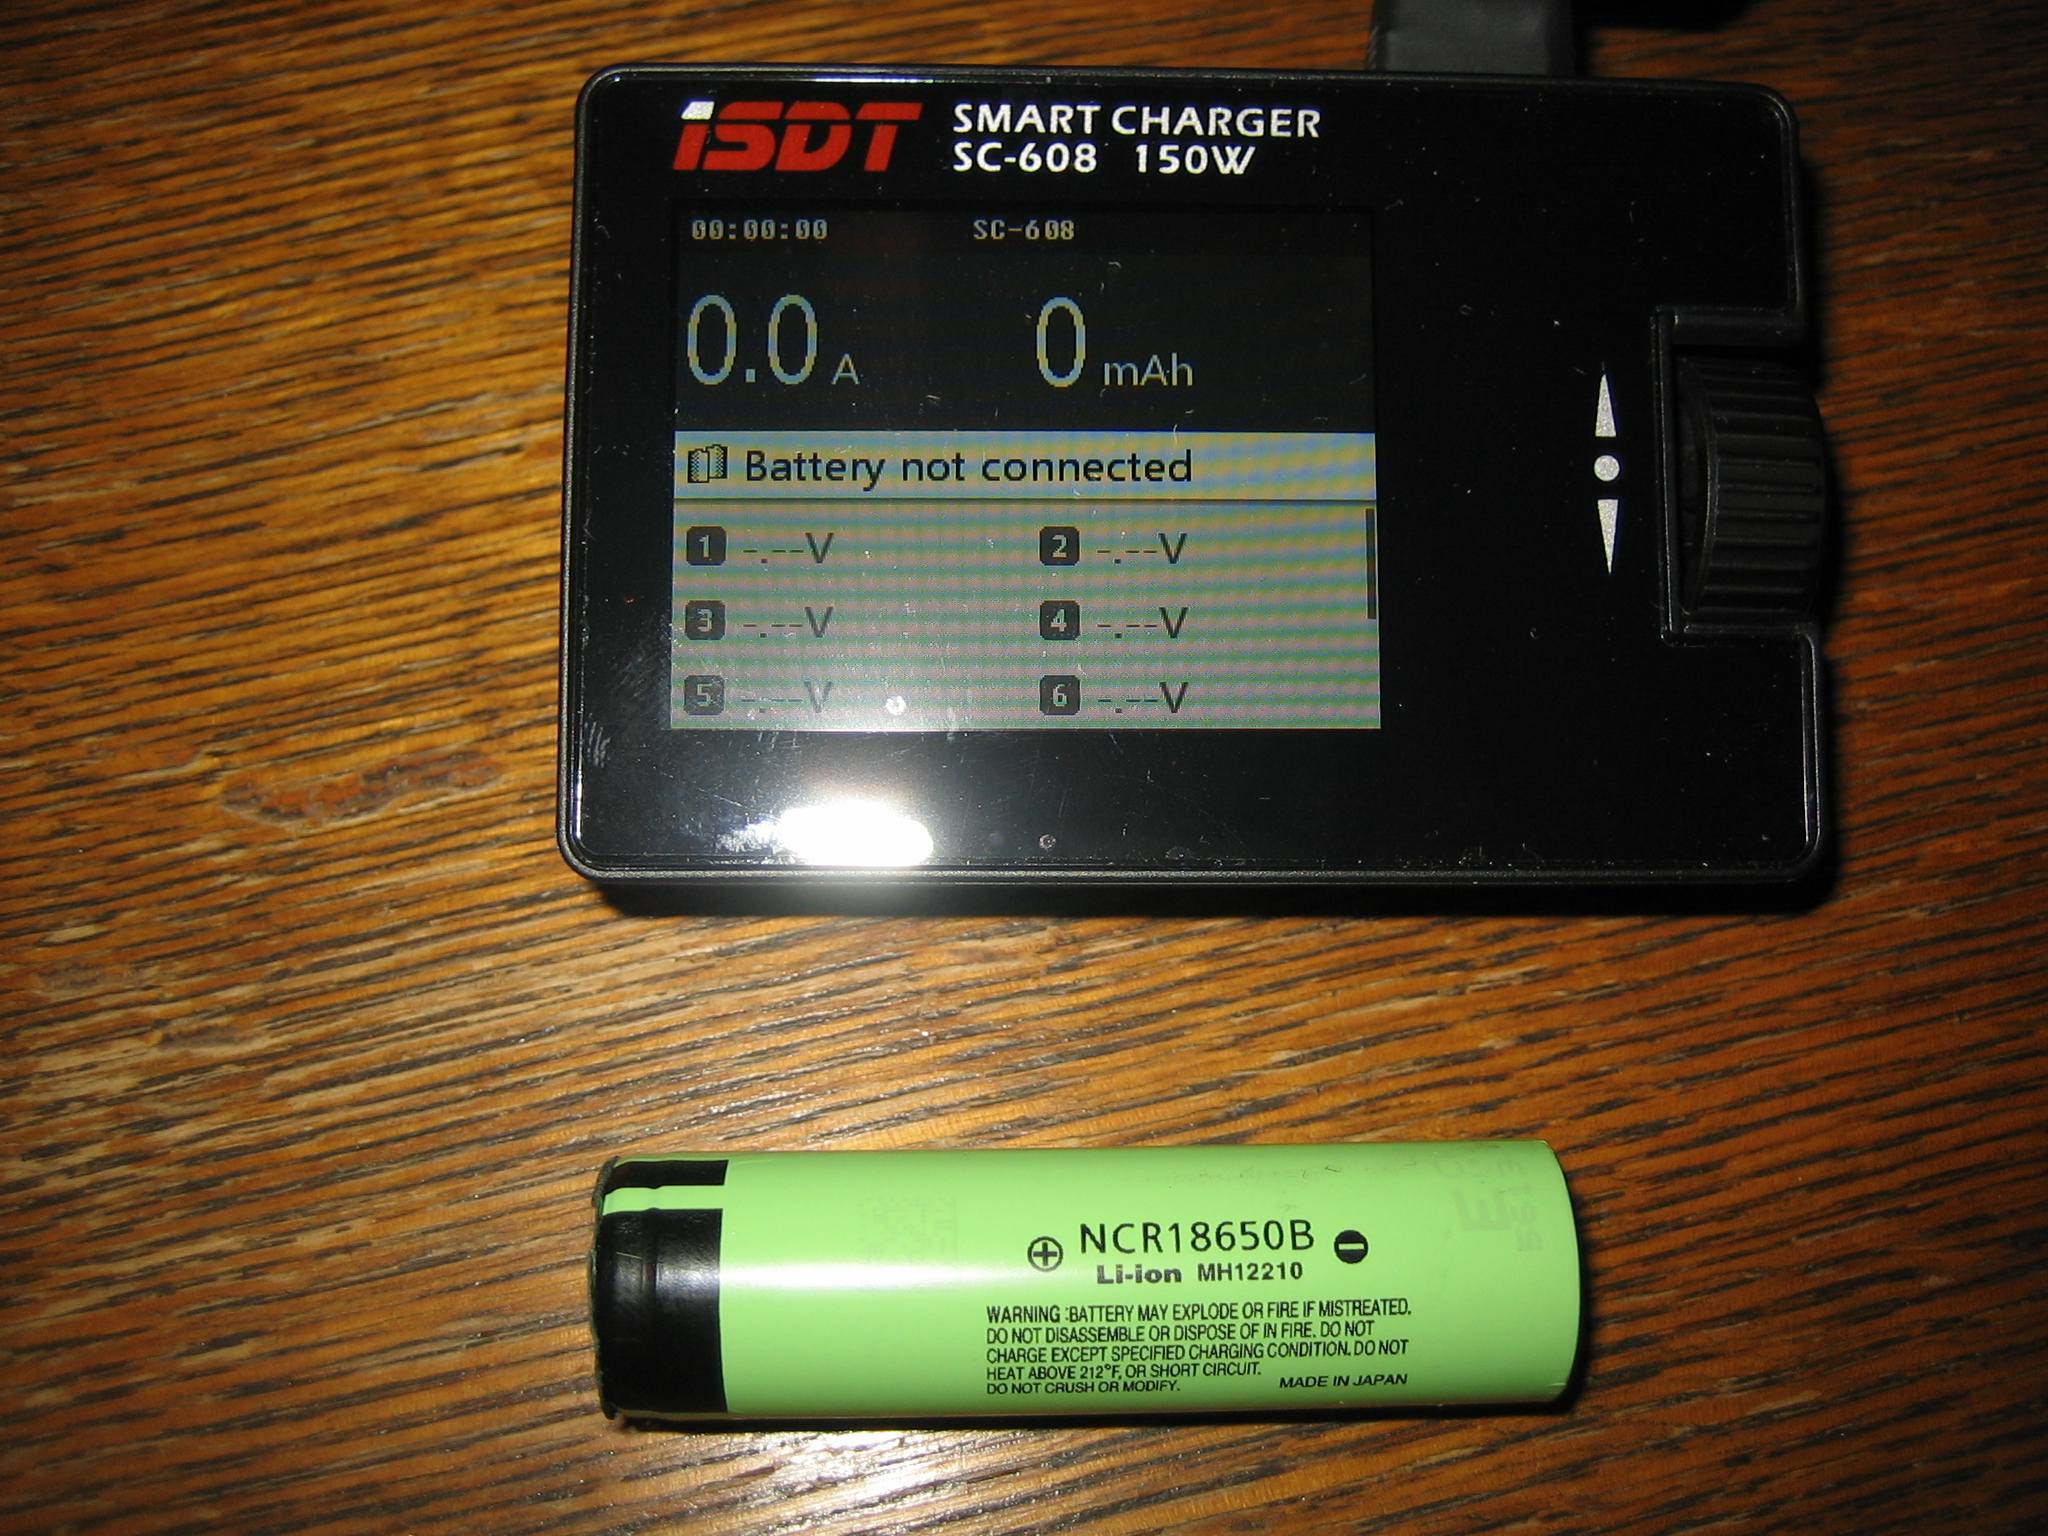 iSDT SMART CHARGER
SC-608 150W
00:00:00 SC-608
0.0 A 0 mAh
Battery not connected
1 -.--V 2 -.--V
3 -.--V 4 -.--V
5 -.--V 6 -.--V
NCR18650B
Li-ion MH12210
WARNING :BATTERY MAY EXPLODE OR FIRE IF MISTREATED.
DO NOT DISASSEMBLE OR DISPOSE OF IN FIRE. DO NOT
CHARGE EXCEPT SPECIFIED CHARGING CONDITION. DO NOT
HEAT ABOVE 212°F, OR SHORT CIRCUIT.
DO NOT CRUSH OR MODIFY. MADE IN JAPAN